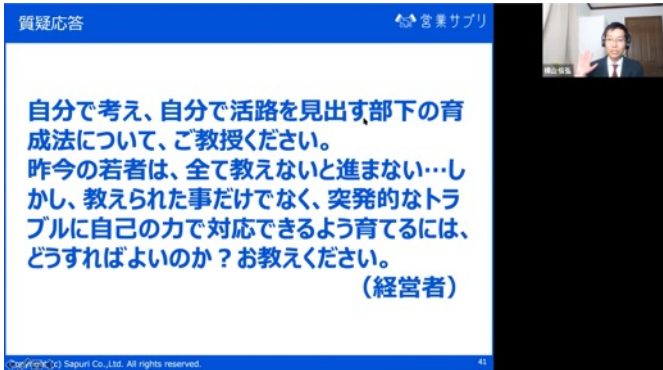 質疑応答
営業サプリ
自分で考え、自分で活路を見出す部下の育
成法について、ご教授ください。
昨今の若者は、全て教えないと進まない…し
かし、教えられた事だけでなく、突発的なトラ
ブルに自己の力で対応できるよう育てるには、
どうすればよいのか？お教えください。
（経営者）
(c) Sapuri Co.,Ltd. All rights reserved.
41